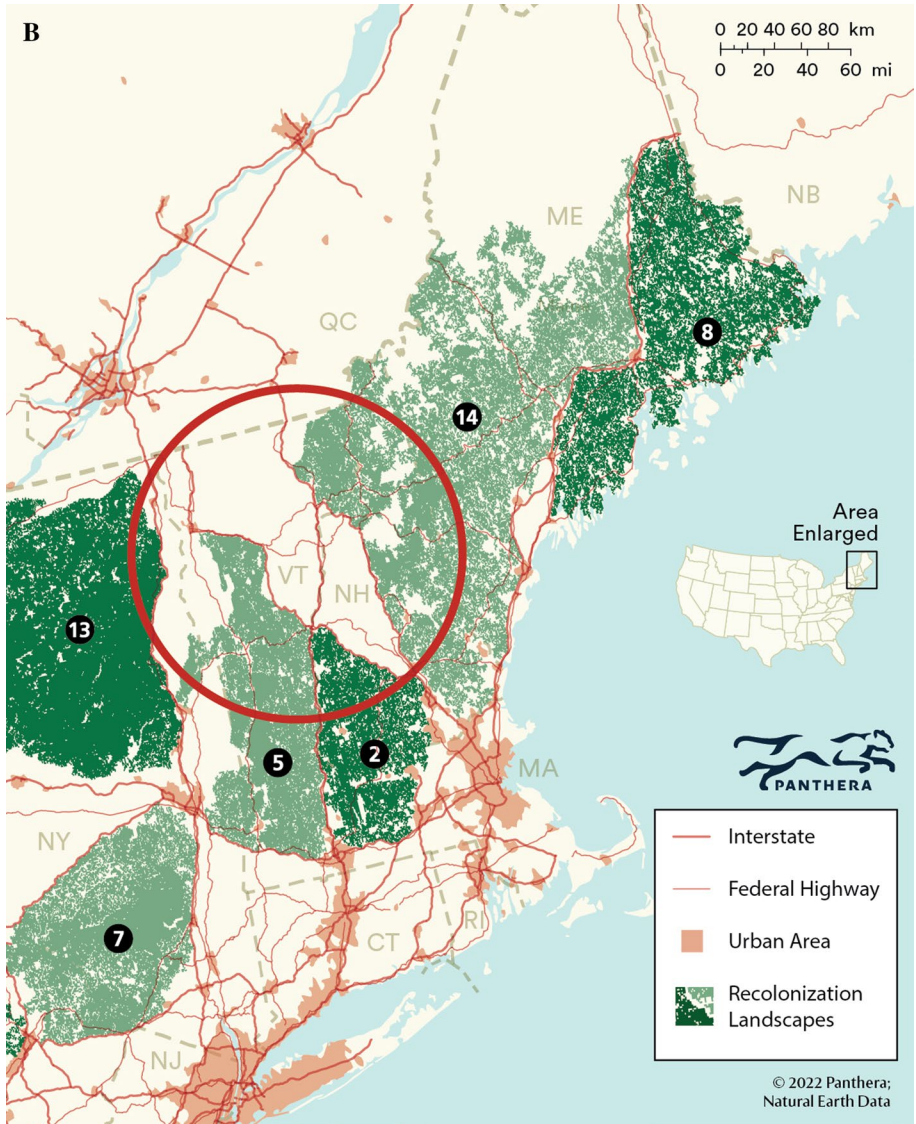 B
0 20 40 60 80 km
0 20 40 60 mi
NB
ME
QC
8
14
Area
Enlarged
VT
NH
13
2
5
MA
PANTHERA
NY
7
CT
RI
NJ
Interstate
Federal Highway
Urban Area
Recolonization
Landscapes
© 2022 Panthera;
Natural Earth Data